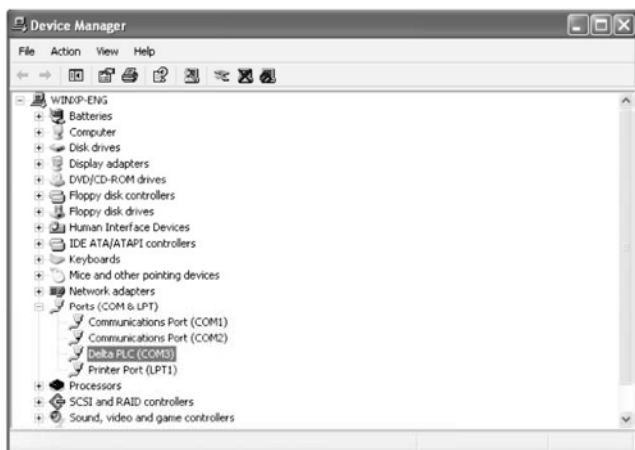 Device Manager
File Action View Help
WINXP-ENG
Batteries
Computer
Disk drives
Display adapters
DVD/CD-ROM drives
Floppy disk controllers
Floppy disk drives
Human Interface Devices
IDE ATA/ATAPI controllers
Keyboards
Mice and other pointing devices
Network adapters
Ports (COM & LPT)
Communications Port (COM1)
Communications Port (COM2)
Delta PLC (COM3)
Printer Port (LPT1)
Processors
SCSI and RAID controllers
Sound, video and game controllers